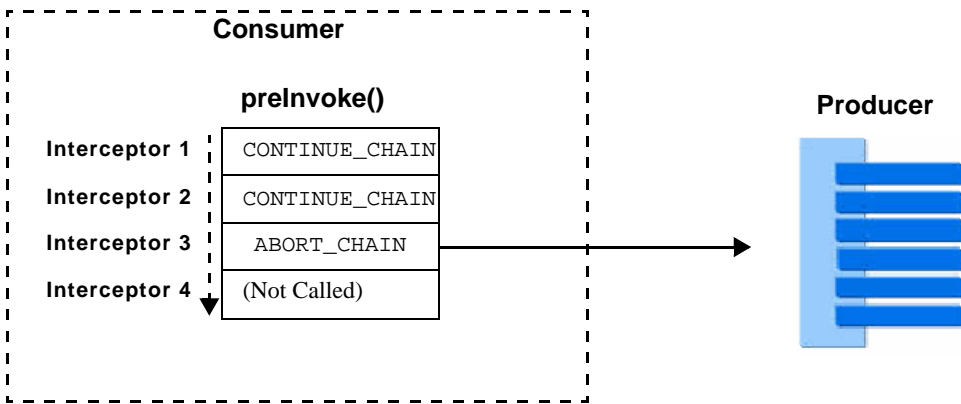 Consumer
preInvoke()
Producer
Interceptor 1 CONTINUE_CHAIN
Interceptor 2 CONTINUE_CHAIN
Interceptor 3 ABORT_CHAIN
Interceptor 4 (Not Called)